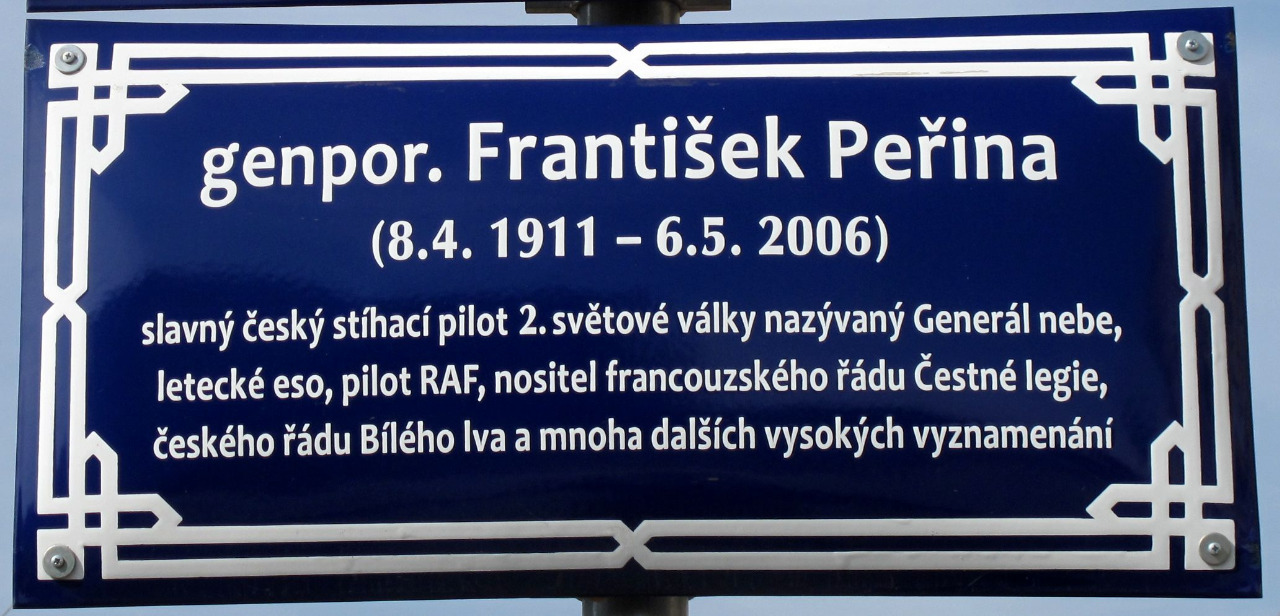 genpor. František Peřina
(8.4. 1911 – 6.5. 2006)
slavný český stíhací pilot 2. světové války nazývaný Generál nebe,
letecké eso, pilot RAF, nositel francouzského řádu Čestné legie,
českého řádu Bílého lva a mnoha dalších vysokých vyznamenání